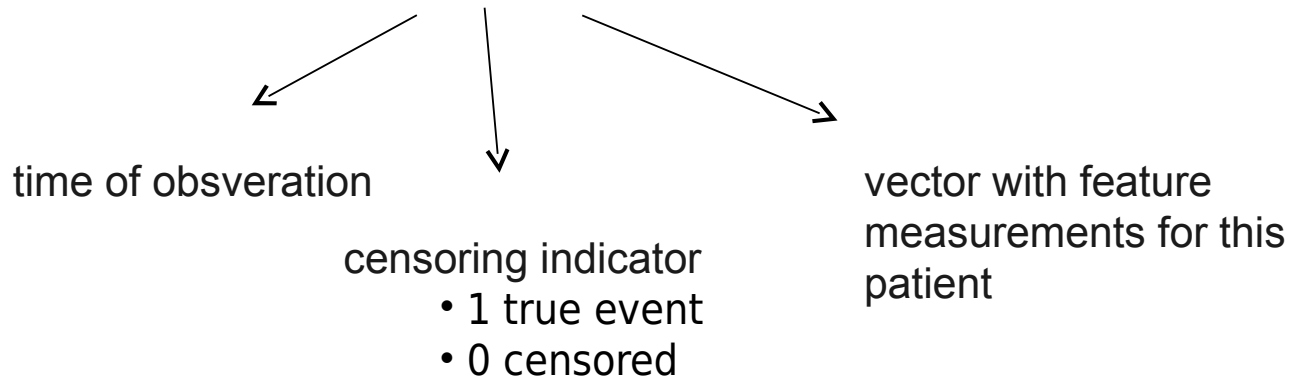 time of obsveration
censoring indicator
• 1 true event
• 0 censored
vector with feature
measurements for this
patient